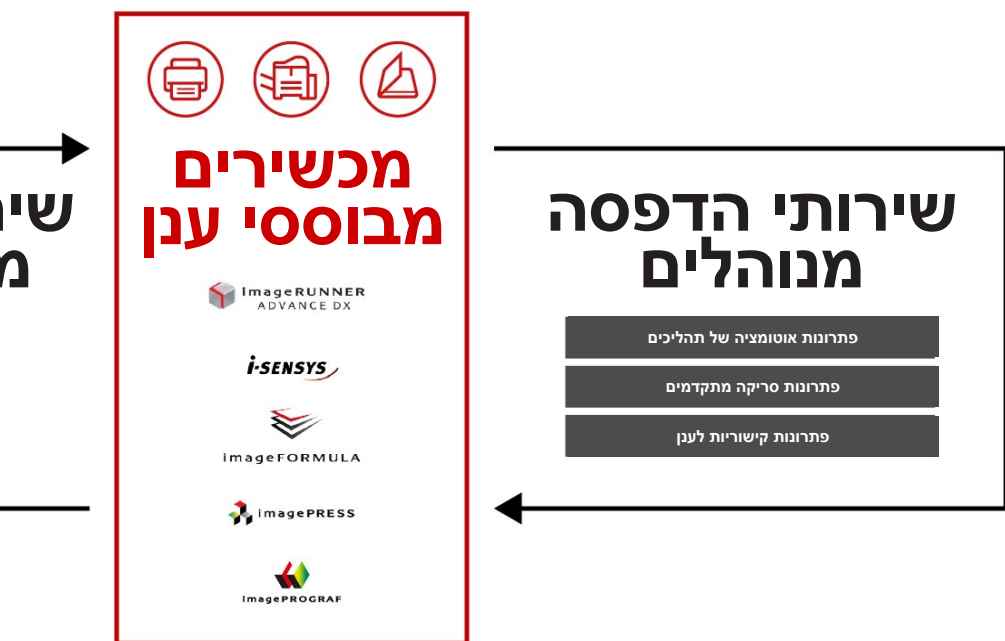 שירותי הדפסה
מנוהלים
פתרונות אוטומציה של תהליכים
פתרונות סריקה מתקדמים
פתרונות קישוריות לענן
מכשירים
מבוססי ענן
imageRUNNER
ADVANCE DX
i-SENSYS
imageFORMULA
imagePRESS
imagePROGRAF